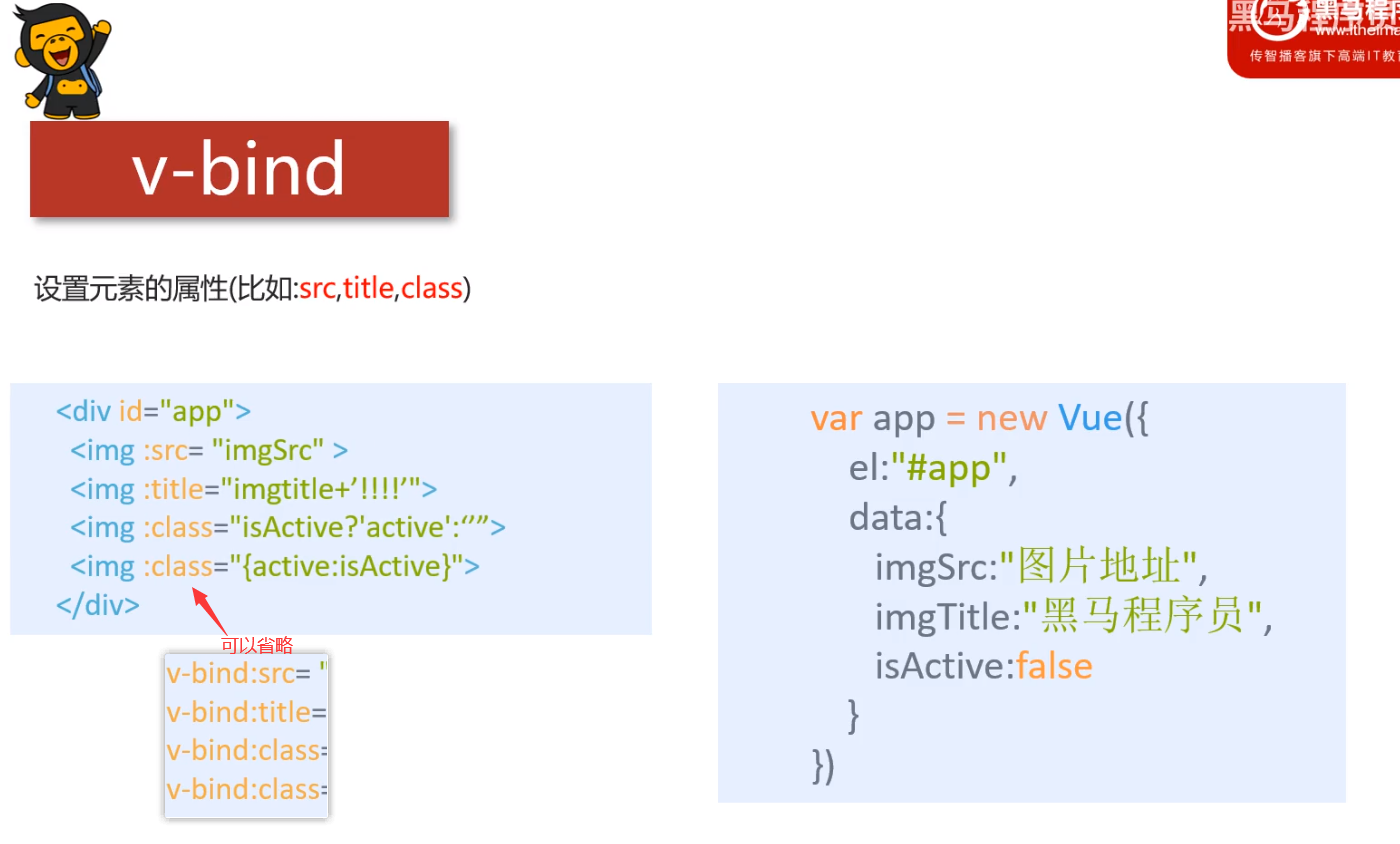 黑马程序员
www.itheima
传智播客旗下高端IT教育
v-bind
设置元素的属性(比如:src,title,class)
<div id="app">
<img :src= "imgSrc" >
<img :title="imgtitle+’!!!!’">
<img :class="isActive?'active':‘’”>
<img :class="{active:isActive}">
</div>
可以省略
v-bind:src= "
v-bind:title=
v-bind:class=
v-bind:class=
var app = new Vue({
el:"#app",
data:{
imgSrc:"图片地址",
imgTitle:"黑马程序员",
isActive:false
}
})